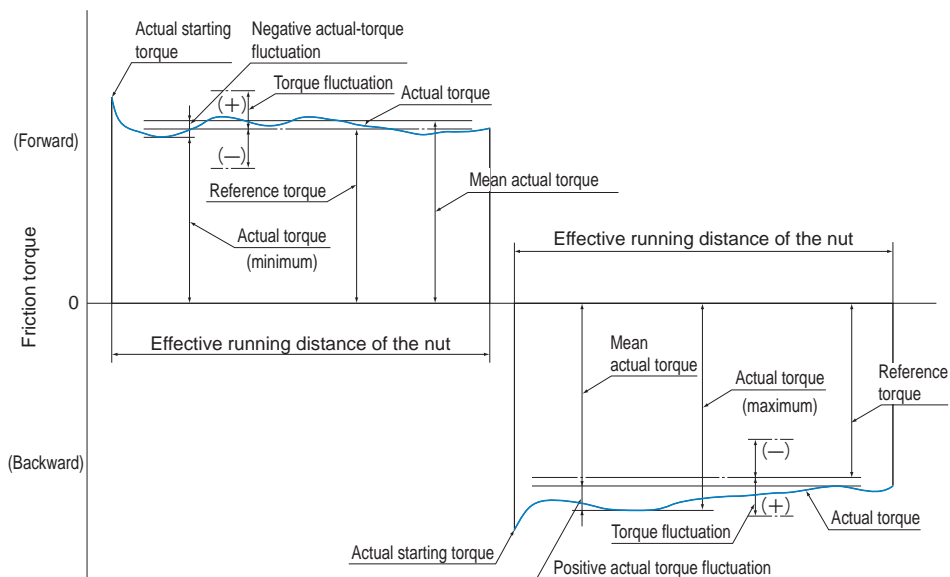 Actual starting
torque
Negative actual-torque
fluctuation
Torque fluctuation
(+)
Actual torque
(Forward)
(—)
Reference torque
Mean actual torque
Actual torque
(minimum)
Effective running distance of the nut
Friction torque
0
Effective running distance of the nut
Mean
actual torque
Actual torque
(maximum)
Reference
torque
(Backward)
(—)
(+)
Torque fluctuation
Actual torque
Actual starting torque
Positive actual torque fluctuation